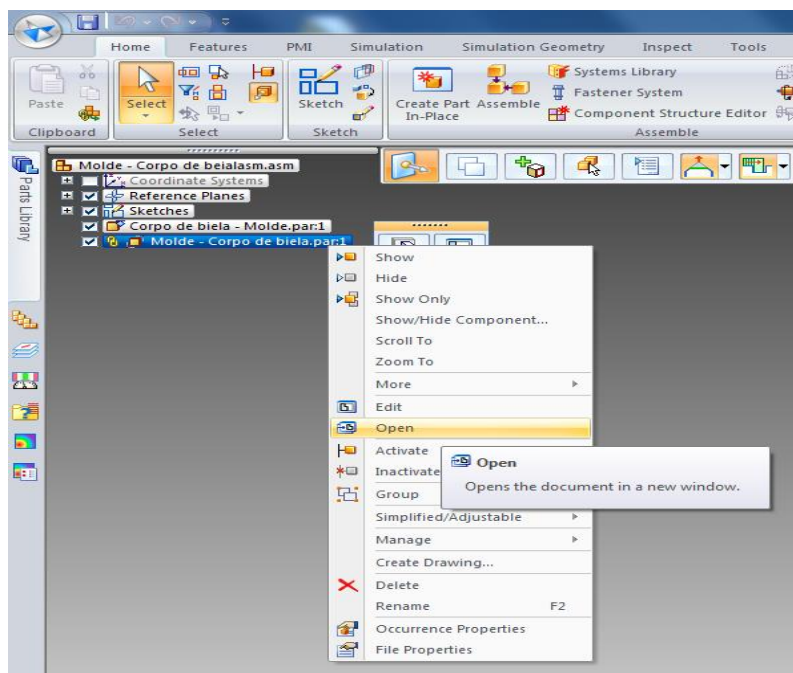 Home Features PMI Simulation Simulation Geometry Inspect Tools
Paste
Clipboard
Select
Select
Sketch
Sketch
Create Part In-Place
Assemble
Systems Library
Fastener System
Component Structure Editor
Assemble
Parts Library
Molde - Corpo de beialasm.asm
Coordinate Systems
Reference Planes
Sketches
Corpo de biela - Molde.par:1
Molde - Corpo de biela.par:1
Show
Hide
Show Only
Show/Hide Component...
Scroll To
Zoom To
More
Edit
Open
Activate
Inactivate
Open
Opens the document in a new window.
Group
Simplified/Adjustable
Manage
Create Drawing...
Delete
Rename F2
Occurrence Properties
File Properties